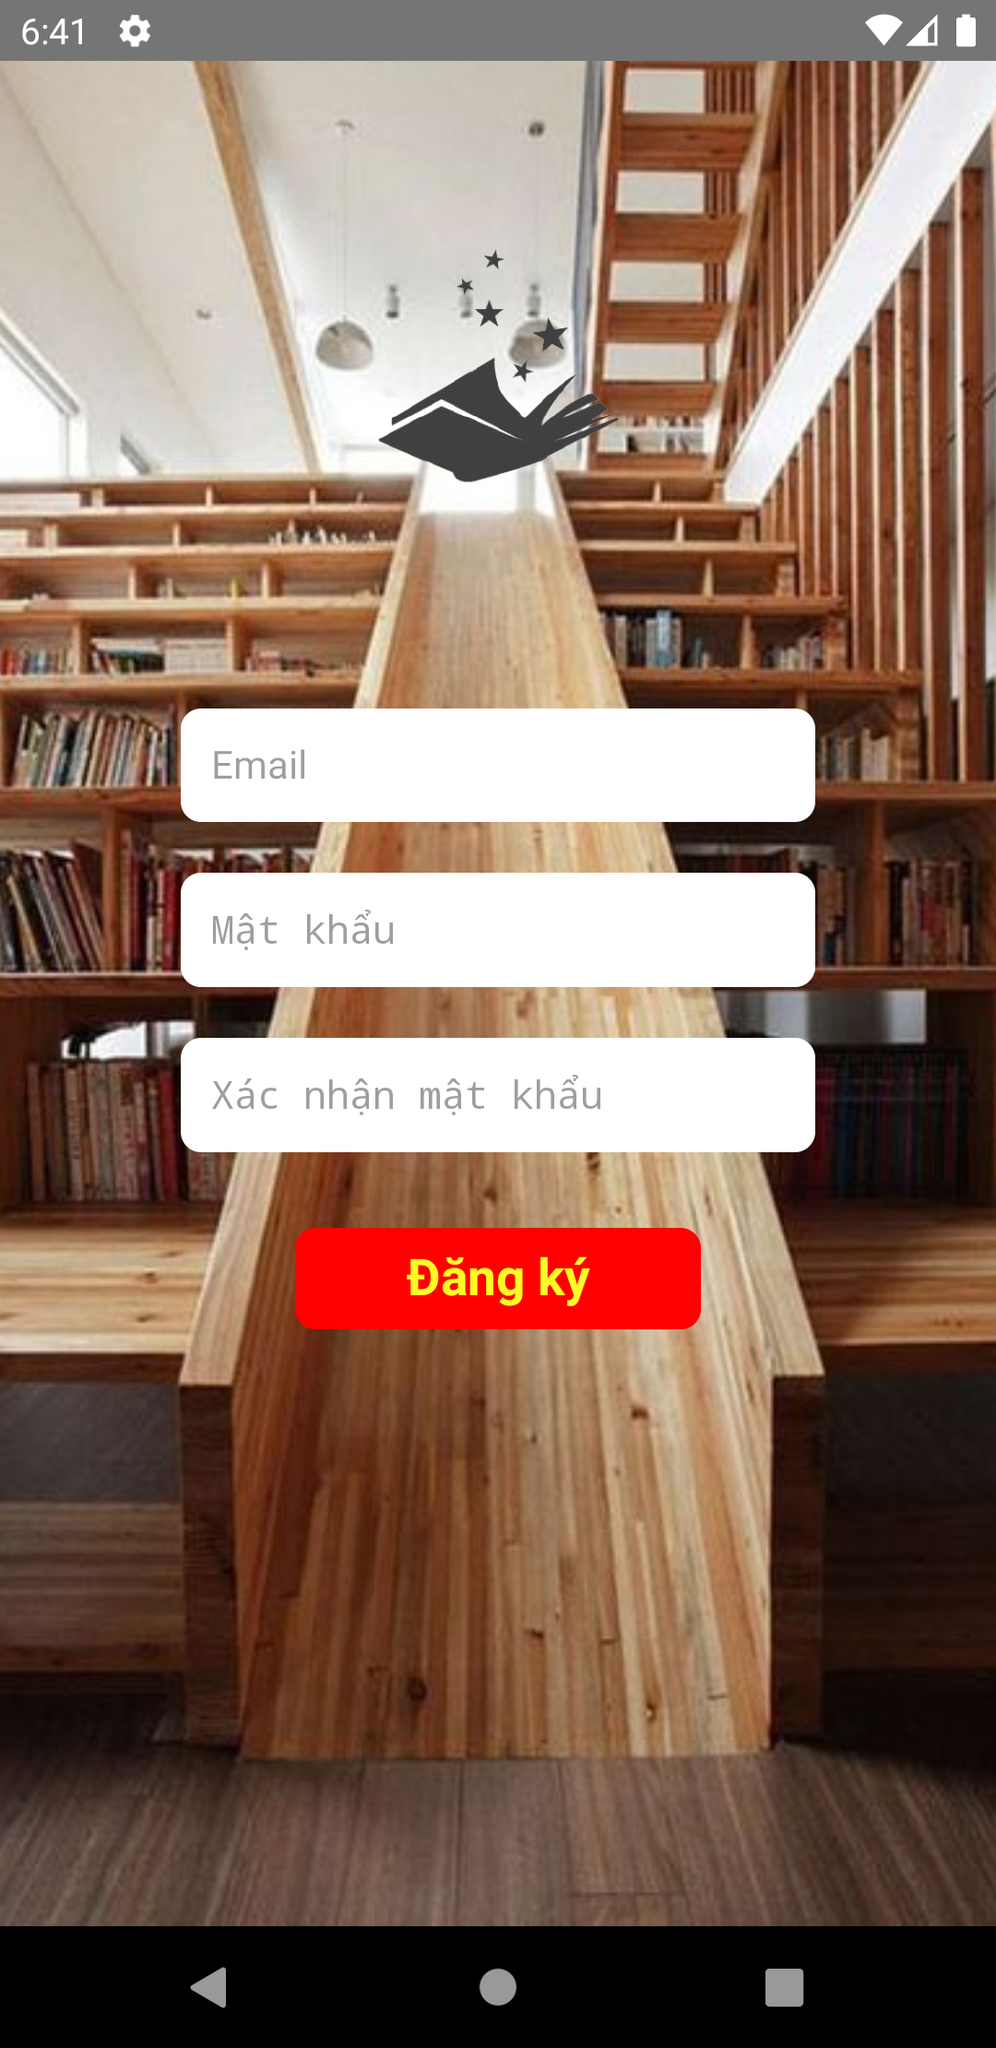 6:41
Email
Mật khẩu
Xác nhận mật khẩu
Đăng ký